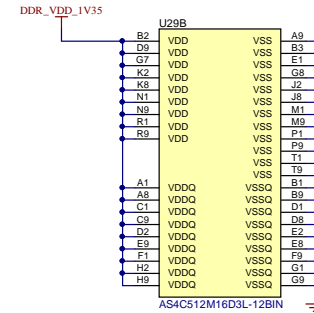 DDR_VDD_1V35
U29B
B2 VDD VSS A9
D9 VDD VSS B3
G7 VDD VSS E1
K2 VDD VSS G8
K8 VDD VSS J2
N1 VDD VSS J8
N9 VDD VSS M1
R1 VDD VSS M9
R9 VDD VSS P1
VSS P9
VSS T1
VSS T9
A1 VDDQ VSSQ B1
A8 VDDQ VSSQ B9
C1 VDDQ VSSQ D1
C9 VDDQ VSSQ D8
D2 VDDQ VSSQ E2
E9 VDDQ VSSQ E8
F1 VDDQ VSSQ F9
H2 VDDQ VSSQ G1
H9 VDDQ VSSQ G9
AS4C512M16D3L-12BIN